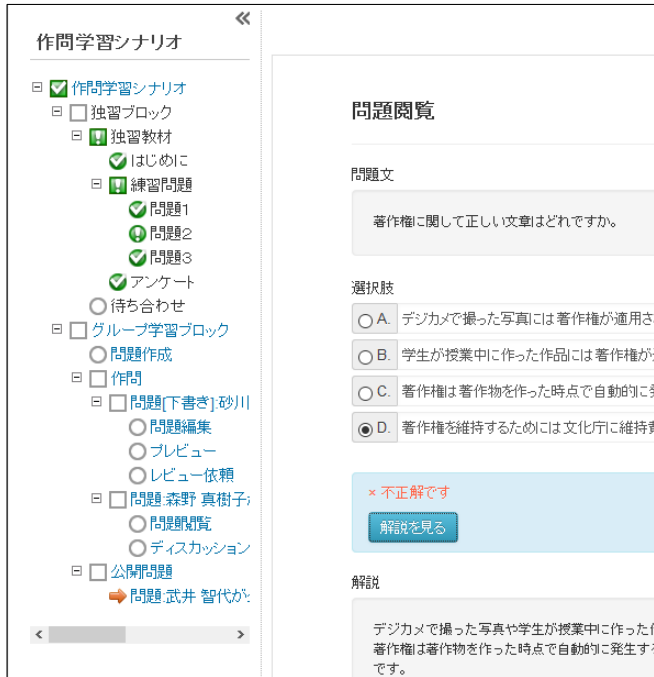 作問学習シナリオ
作問学習シナリオ
独習ブロック
独習教材
はじめに
練習問題
問題1
問題2
問題3
アンケート
待ち合わせ
グループ学習ブロック
問題作成
作問
問題[下書き]:砂川
問題編集
プレビュー
レビュー依頼
問題:森野 真樹子
問題閲覧
ディスカッション
公開問題
問題:武井 智代が
問題閲覧
問題文
著作権に関して正しい文章はどれですか。
選択肢
A. デジカメで撮った写真には著作権が適用さ
B. 学生が授業中に作った作品には著作権が
C. 著作権は著作物を作った時点で自動的に
D. 著作権を維持するためには文化庁に維持
× 不正解です
解説を見る
解説
デジカメで撮った写真や学生が授業中に作った
著作権は著作物を作った時点で自動的に発生す
です。